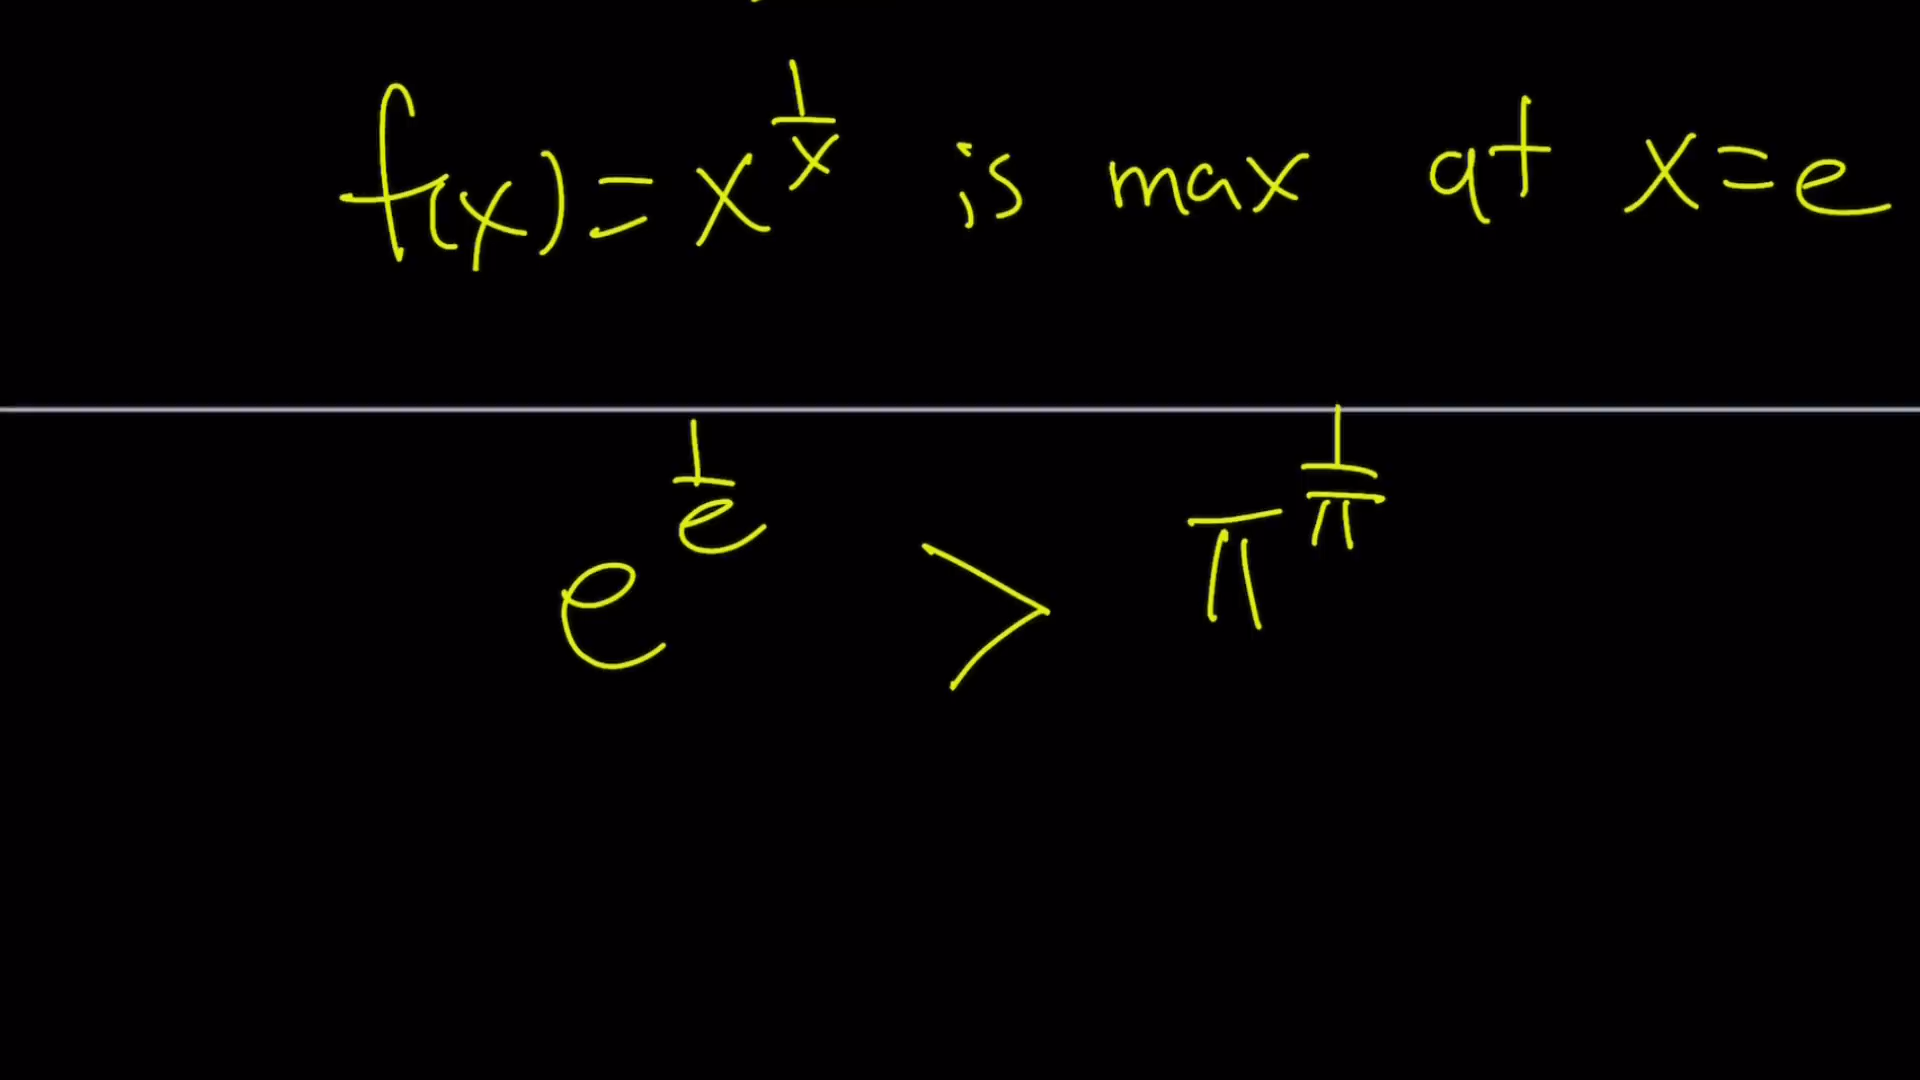 f(x) = x^{1/x} is max at x = e
e^{1/e} > π^{1/π}